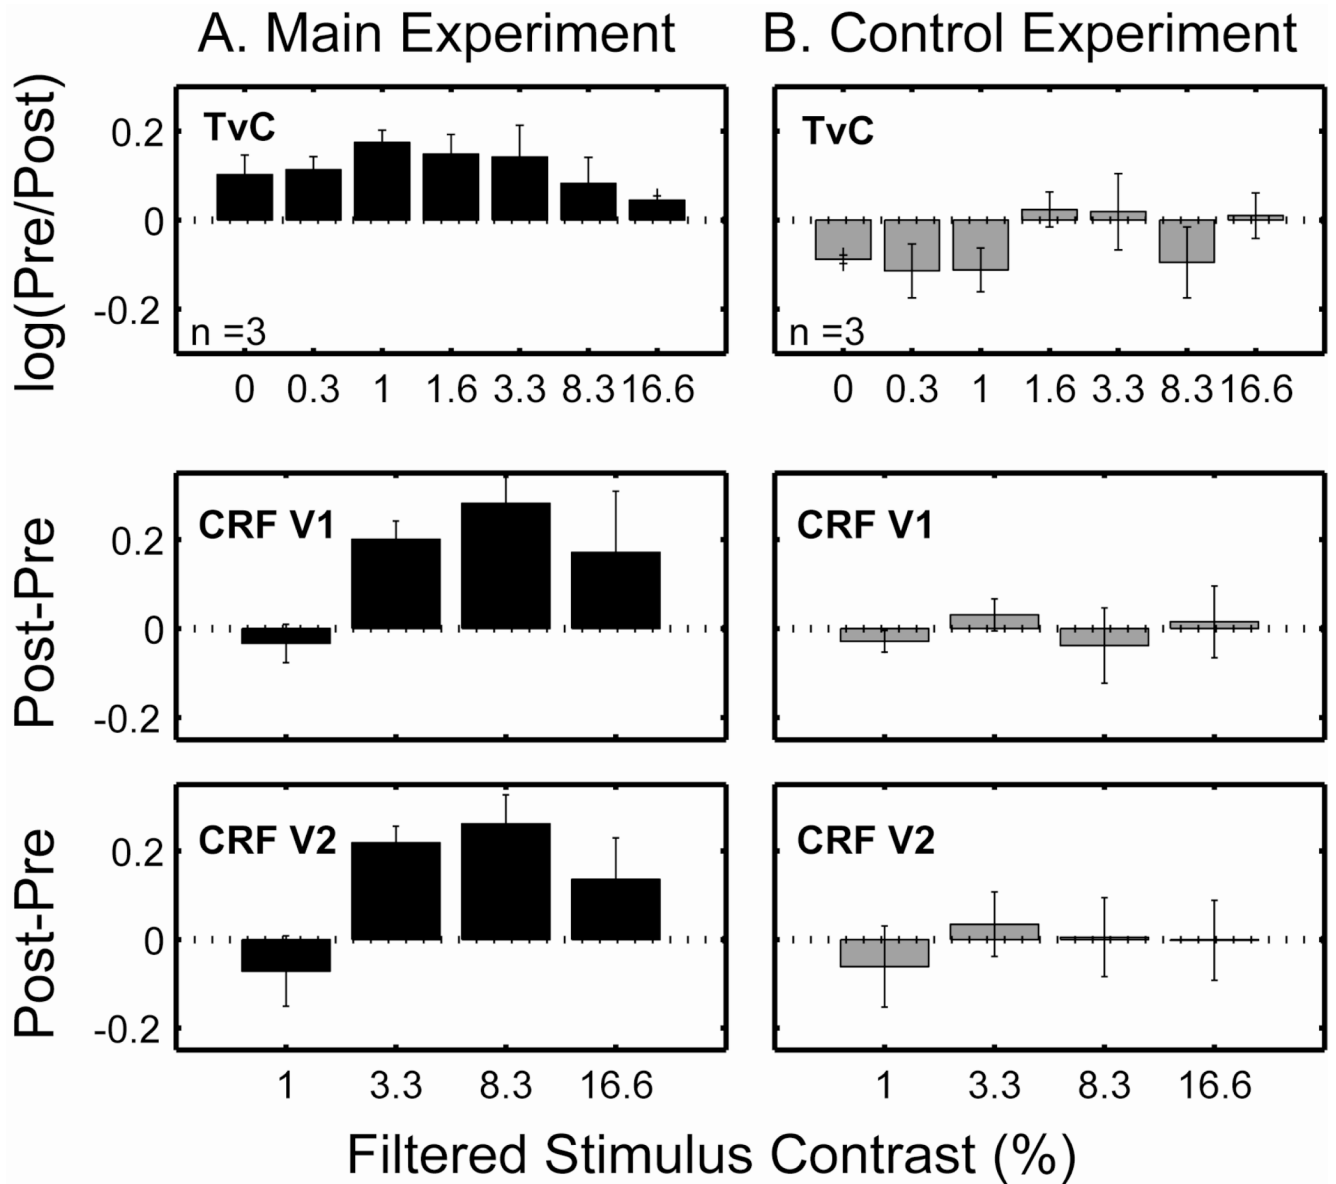 A. Main Experiment
B. Control Experiment
log(Pre/Post)
0.2
0
-0.2
TvC
n =3
0 0.3 1 1.6 3.3 8.3 16.6
TvC
n =3
0 0.3 1 1.6 3.3 8.3 16.6
Post-Pre
0.2
0
-0.2
CRF V1
CRF V1
Post-Pre
0.2
0
-0.2
CRF V2
1 3.3 8.3 16.6
CRF V2
1 3.3 8.3 16.6
Filtered Stimulus Contrast (%)